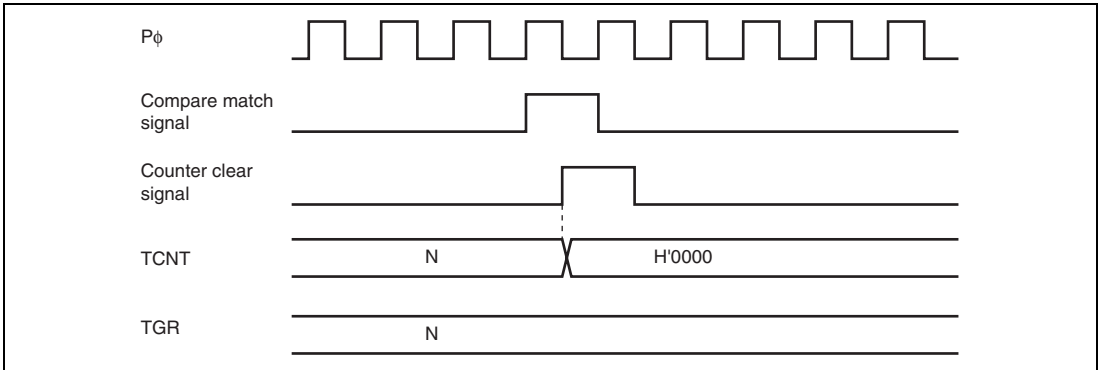 Pϕ
Compare match
signal
Counter clear
signal
TCNT
N
H'0000
TGR
N